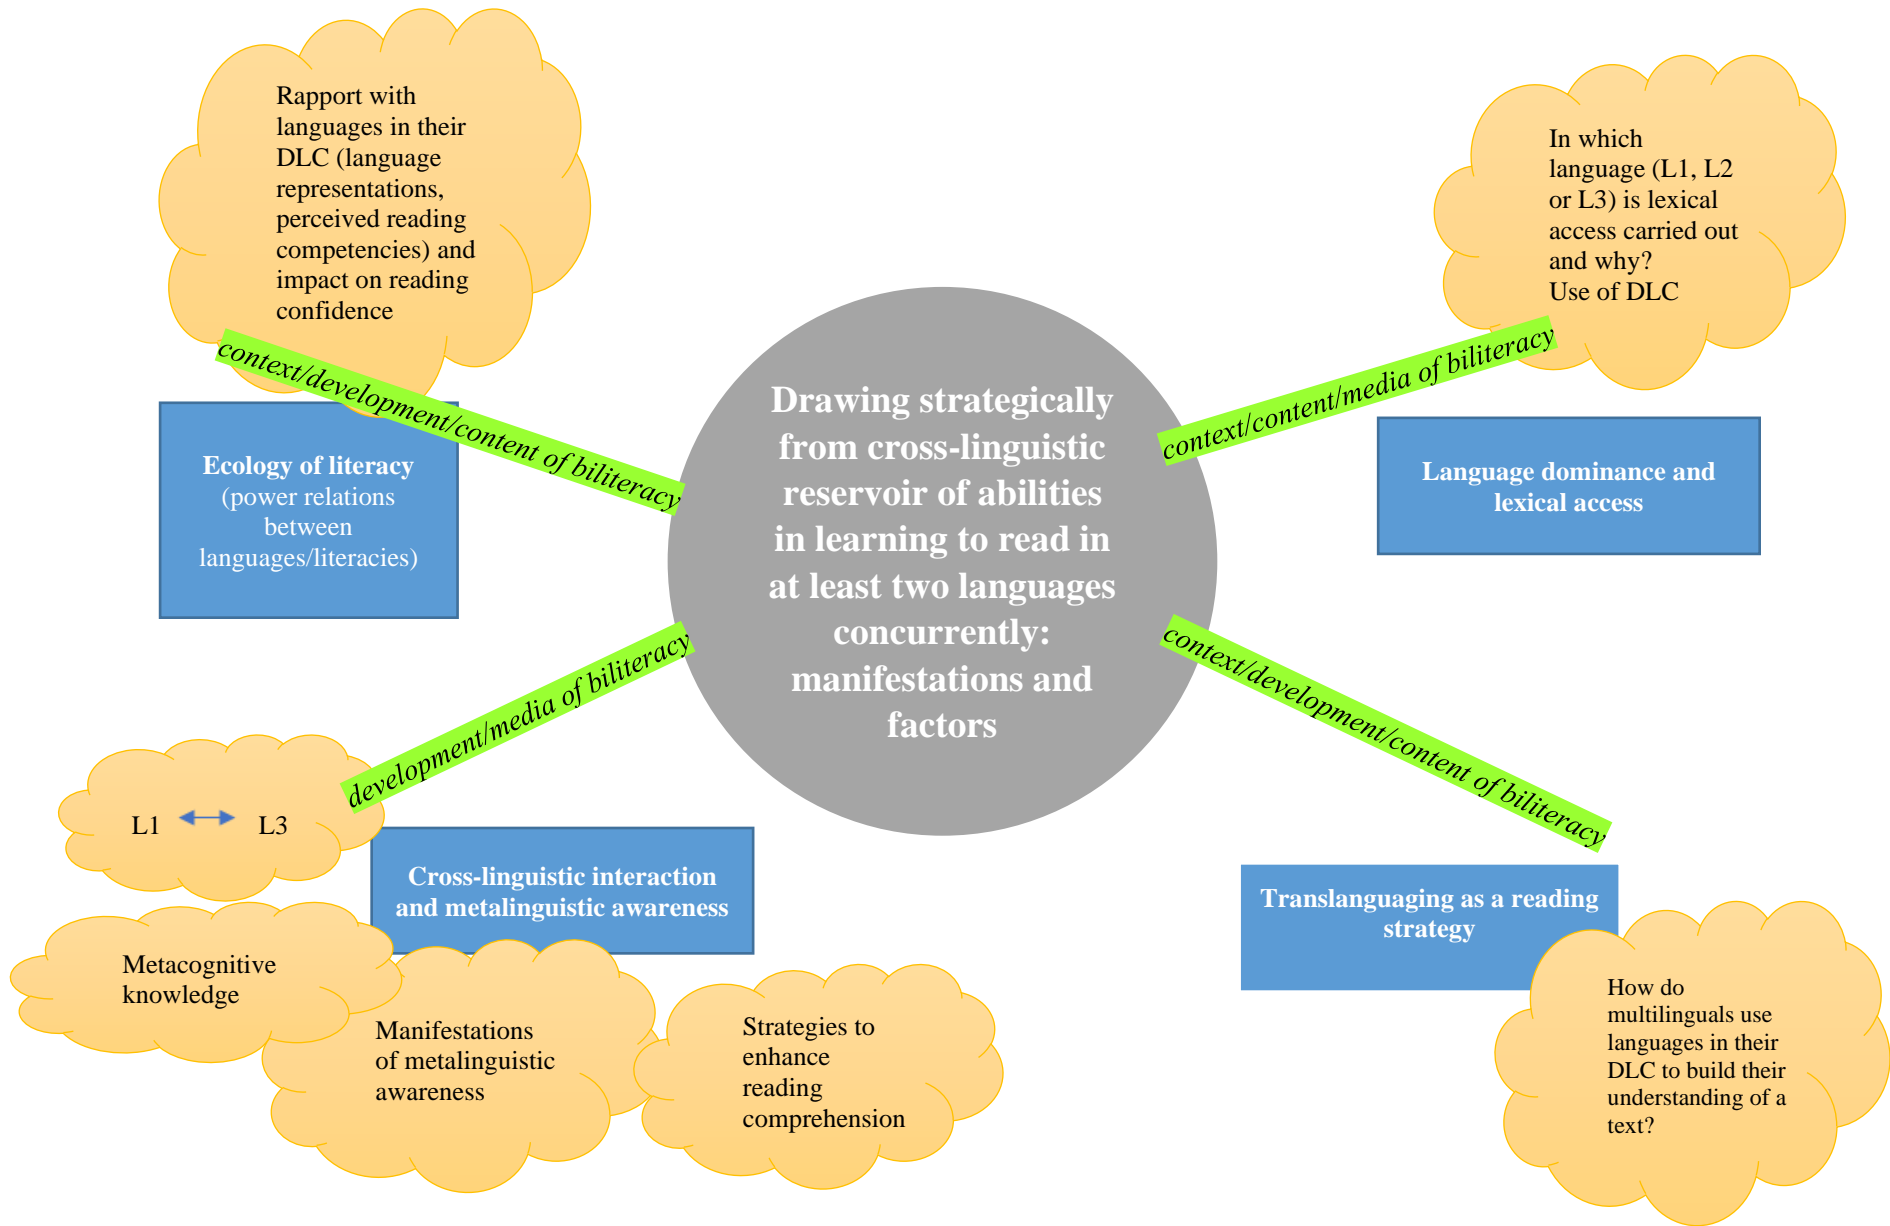 Rapport with
languages in their
DLC (language
representations,
perceived reading
competencies) and
impact on reading
confidence
context/development/content of biliteracy
Ecology of literacy
(power relations
between
languages/literacies)
In which
language (L1, L2
or L3) is lexical
access carried out
and why?
Use of DLC
context/content/media of biliteracy
Language dominance and
lexical access
Drawing strategically
from cross-linguistic
reservoir of abilities
in learning to read in
at least two languages
concurrently:
manifestations and
factors
development/media of biliteracy
L1 L3
Cross-linguistic interaction
and metalinguistic awareness
Metacognitive
knowledge
Manifestations
of metalinguistic
awareness
Strategies to
enhance
reading
comprehension
context/development/content of biliteracy
Translanguaging as a reading
strategy
How do
multilinguals use
languages in their
DLC to build their
understanding of a
text?